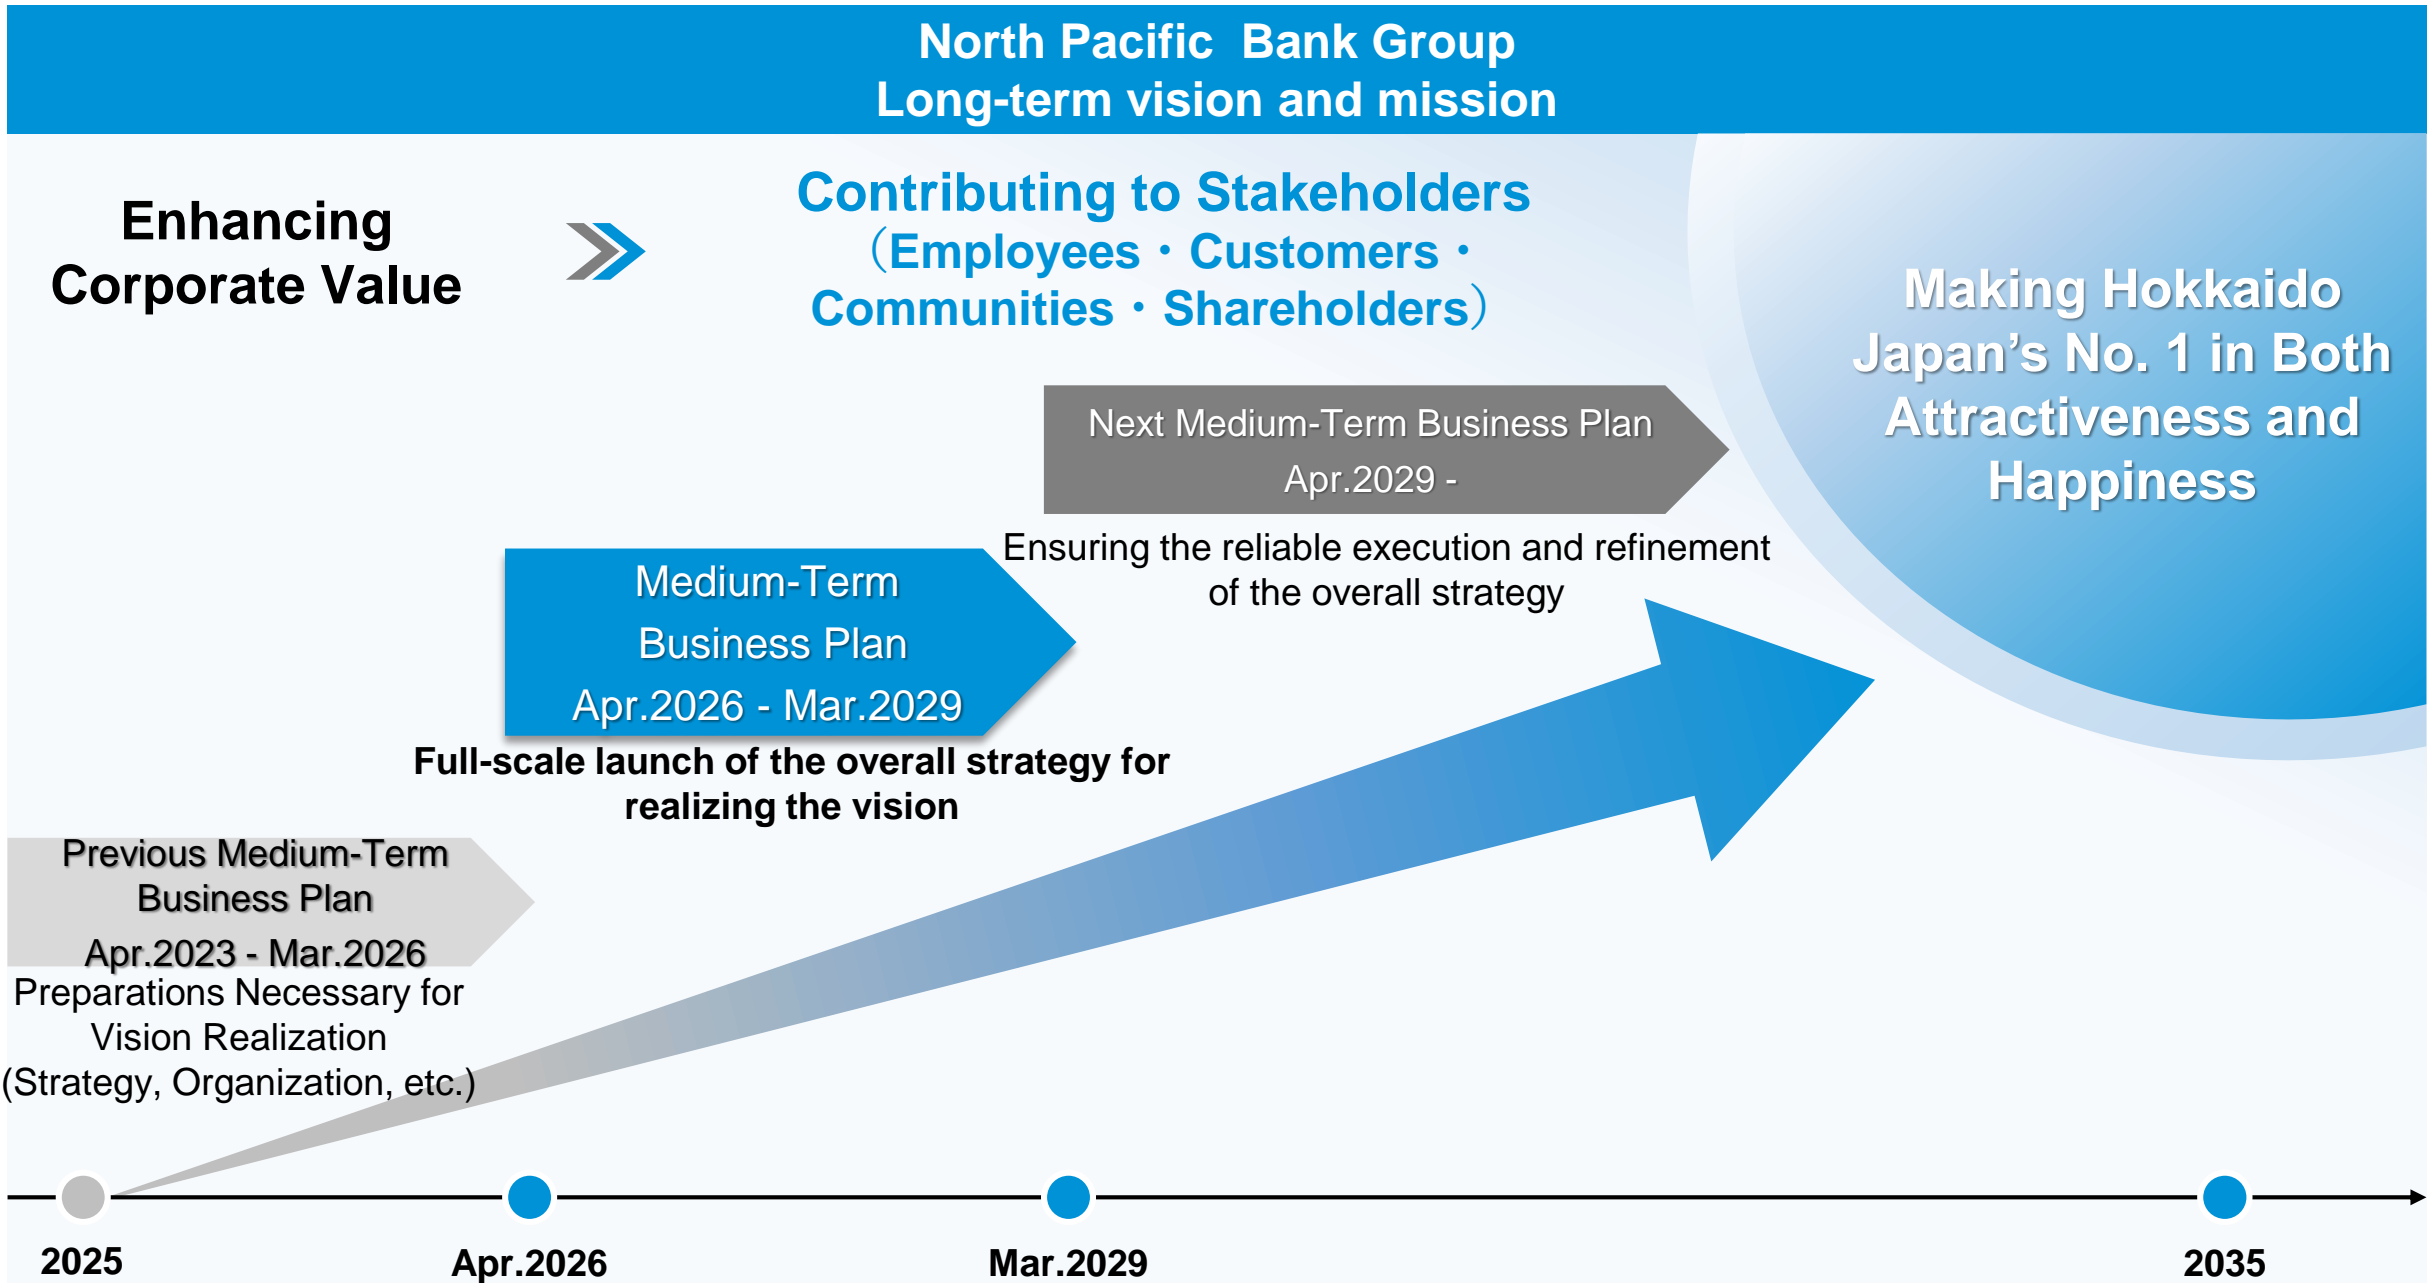 North Pacific  Bank Group
Long-term vision and mission
Enhancing
Corporate Value
Contributing to Stakeholders
（Employees・Customers・
Communities・Shareholders）
Making Hokkaido
Japan’s No. 1 in Both
Attractiveness and
Happiness
Next Medium-Term Business Plan
Apr.2029 -
Ensuring the reliable execution and refinement
of the overall strategy
Medium-Term
Business Plan
Apr.2026 - Mar.2029
Full-scale launch of the overall strategy for
realizing the vision
Previous Medium-Term
Business Plan
Apr.2023 - Mar.2026
Preparations Necessary for
Vision Realization
(Strategy, Organization, etc.)
2025
Apr.2026
Mar.2029
2035